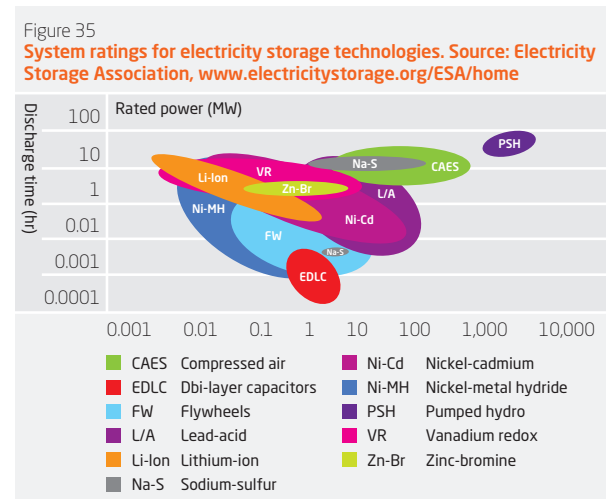 Figure 35
System ratings for electricity storage technologies. Source: Electricity
Storage Association, www.electricitystorage.org/ESA/home
Rated power (MW)
Discharge time (hr)
100
10
1
0.01
0.001
0.0001
PSH
Na-S
CAES
VR
Li-Ion
Zn-Br
L/A
Ni-MH
Ni-Cd
FW
Na-S
EDLC
0.001 0.01 0.1 1 10 100 1,000 10,000
CAES Compressed air
EDLC Dbi-layer capacitors
FW Flywheels
L/A Lead-acid
Li-Ion Lithium-ion
Na-S Sodium-sulfur
Ni-Cd Nickel-cadmium
Ni-MH Nickel-metal hydride
PSH Pumped hydro
VR Vanadium redox
Zn-Br Zinc-bromine